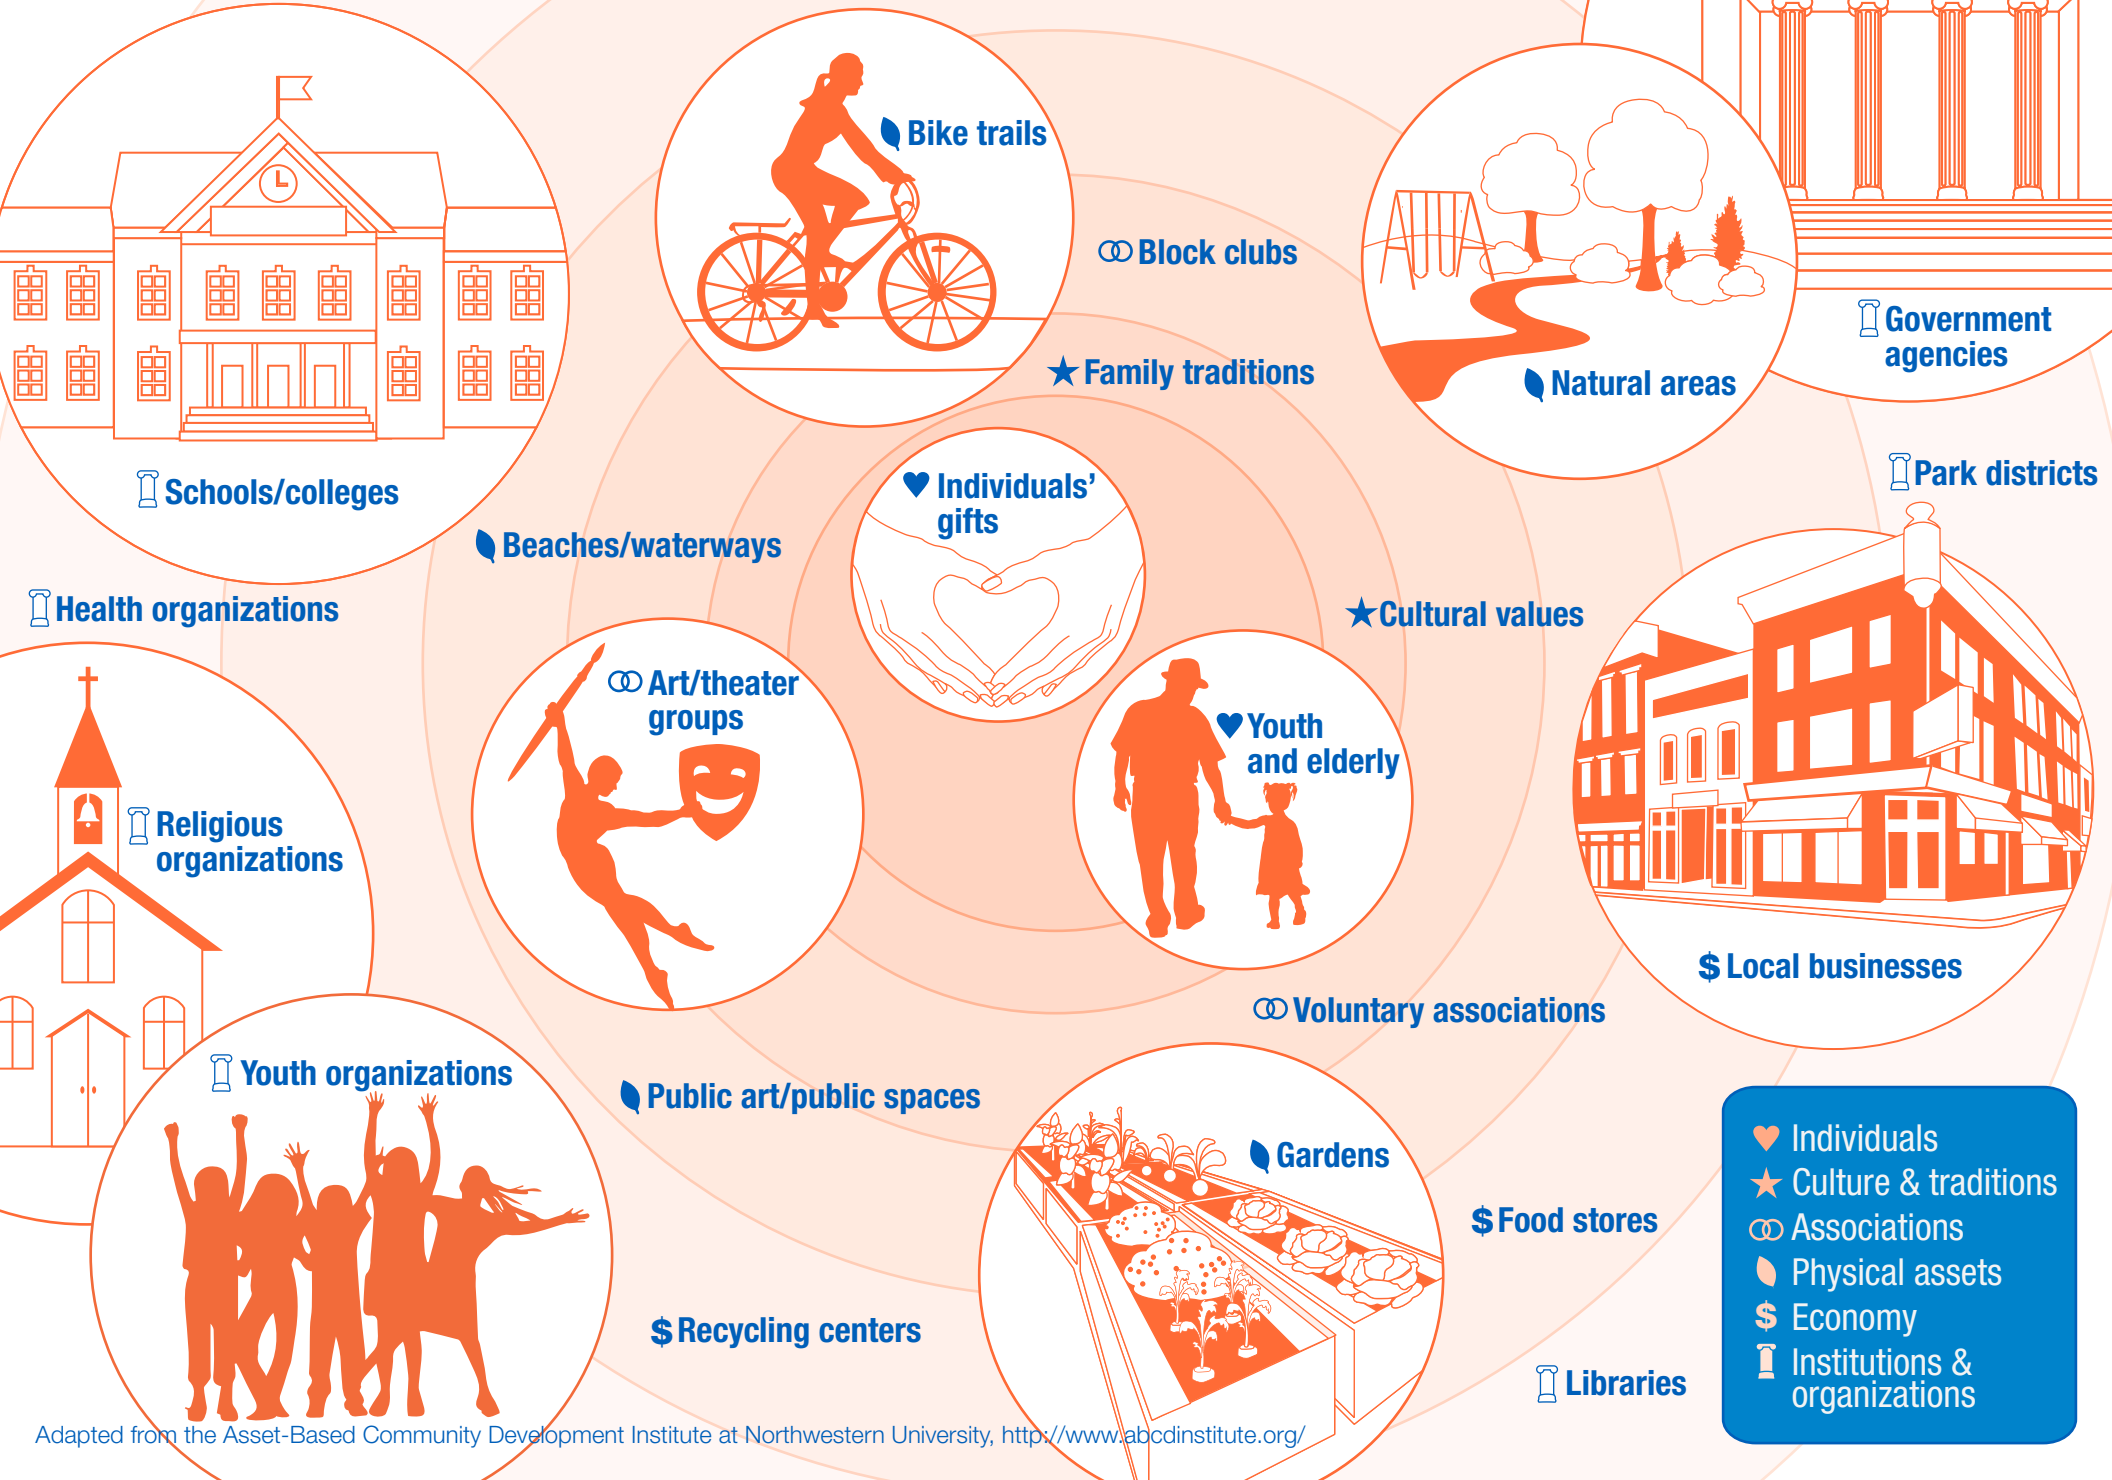 Bike trails
Block clubs
Family traditions
Natural areas
Government
agencies
Schools/colleges
Individuals'
gifts
Park districts
Beaches/waterways
Health organizations
Cultural values
Art/theater
groups
Youth
and elderly
Religious
organizations
$ Local businesses
Voluntary associations
Youth organizations
Public art/public spaces
Gardens
$ Food stores
$ Recycling centers
Libraries
Individuals
Culture & traditions
Associations
Physical assets
$ Economy
Institutions &
organizations
Adapted from the Asset-Based Community Development Institute at Northwestern University, http://www.abcdinstitute.org/